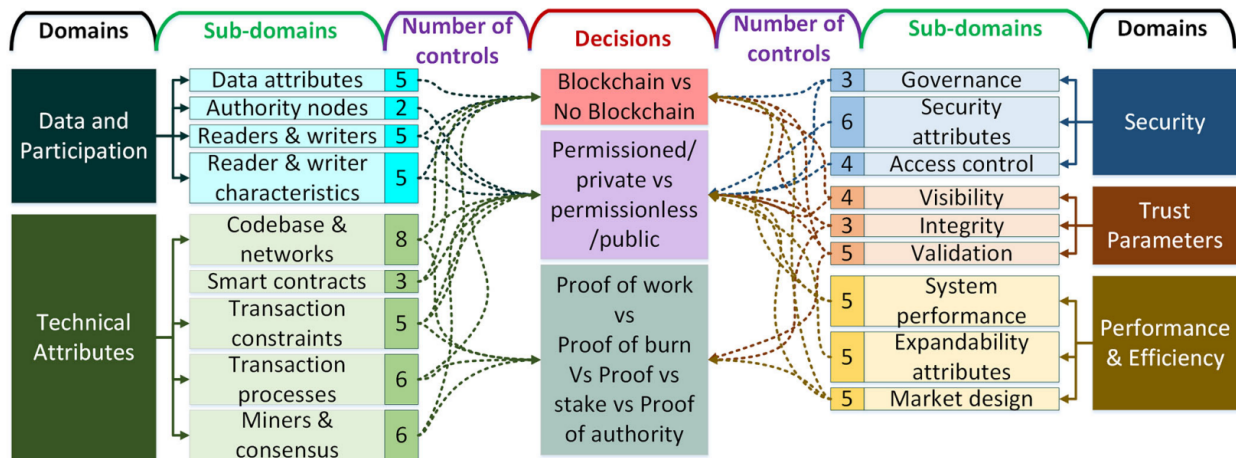 Domains
Sub-domains
Number of
controls
Decisions
Number of
controls
Sub-domains
Domains
Data and
Participation
Data attributes 5
Authority nodes 2
Readers & writers 5
Reader & writer
characteristics
5
Technical
Attributes
Codebase &
networks
8
Smart contracts 3
Transaction
constraints
5
Transaction
processes
6
Miners &
consensus
6
Blockchain vs
No Blockchain
Permissioned/
private vs
permissionless
/public
Proof of work
vs
Proof of burn
Vs Proof vs
stake vs Proof
of authority
3 Governance
6
Security
attributes
4 Access control
Security
4 Visibility
3 Integrity
5 Validation
Trust
Parameters
5
System
performance
5
Expandability
attributes
5 Market design
Performance
& Efficiency